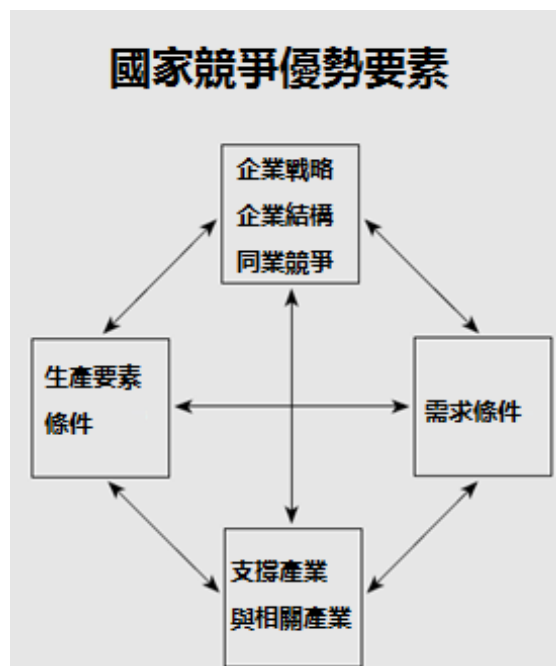 國家競爭優勢要素
企業戰略
企業結構
同業競爭
生產要素
條件
需求條件
支撐產業
與相關產業